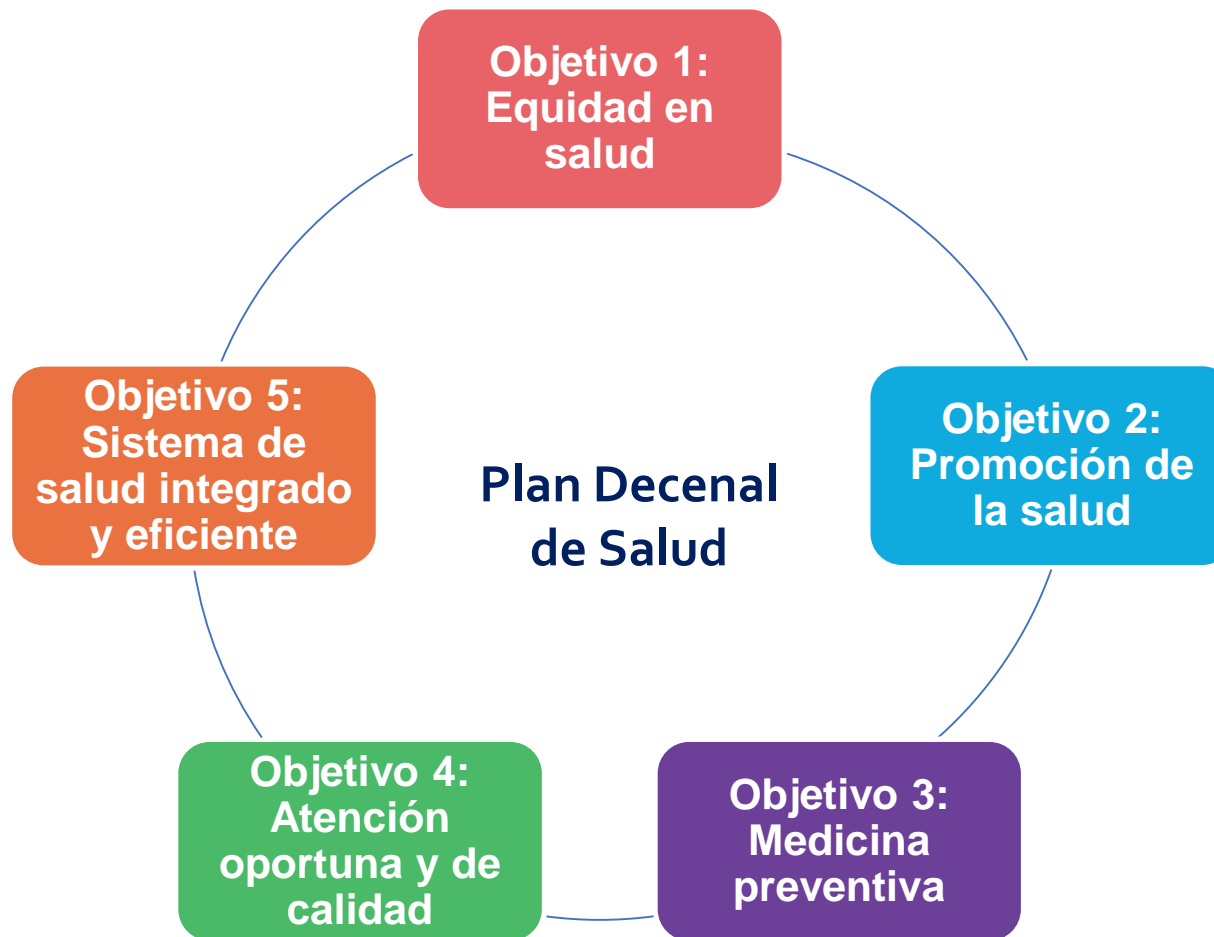 Objetivo 1:
Equidad en
salud
Objetivo 2:
Promoción de
la salud
Objetivo 3:
Medicina
preventiva
Objetivo 4:
Atención
oportuna y de
calidad
Objetivo 5:
Sistema de
salud integrado
y eficiente
Plan Decenal
de Salud